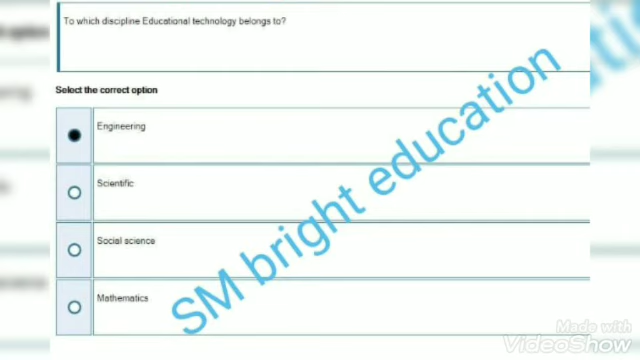 To which discipline Educational technology belongs to?
Select the correct option
Engineering
Scientific
Social science
Mathematics
SM bright education
Made with
VideoShow